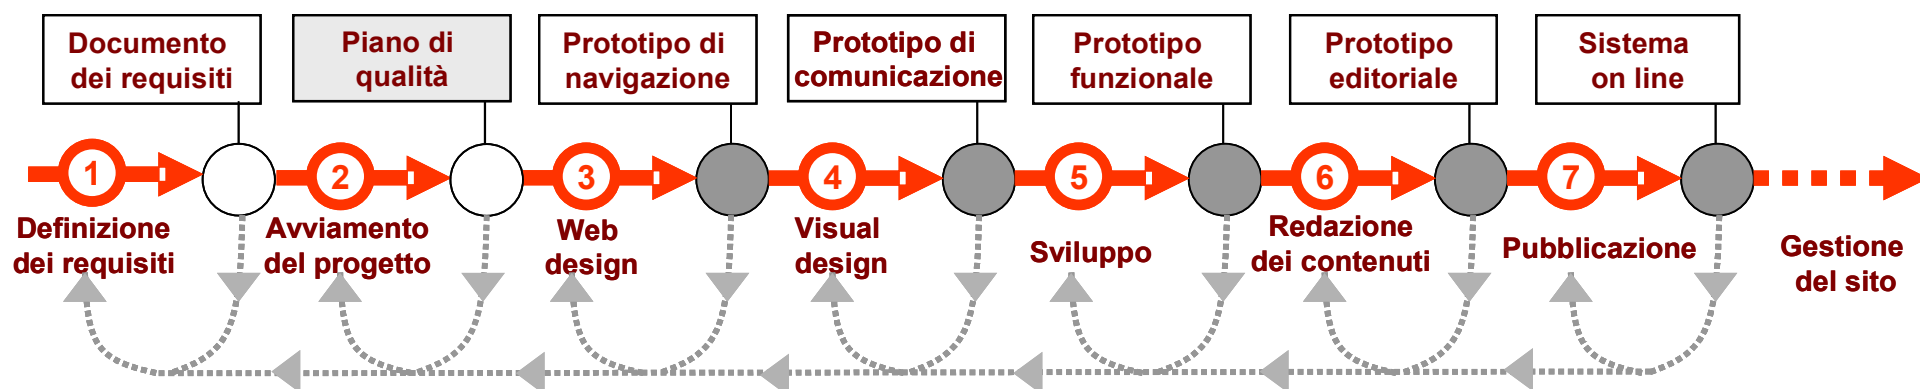 Documento
dei requisiti
Piano di
qualità
Prototipo di
navigazione
Prototipo di
comunicazione
Prototipo
funzionale
Prototipo
editoriale
Sistema
on line
1
2
3
4
5
6
7
Definizione
dei requisiti
Avviamento
del progetto
Web
design
Visual
design
Sviluppo
Redazione
dei contenuti
Pubblicazione
Gestione
del sito